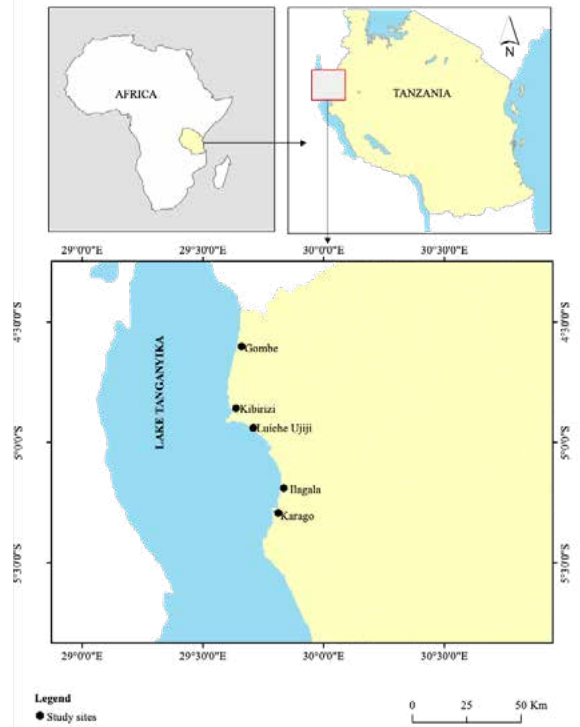 AFRICA
N
TANZANIA
29°0'0"E 29°30'0"E 30°0'0"E 30°30'0"E
4°30'0"S 4°30'0"S
Gombe
LAKE TANGANYIKA
Kibirizi
Luiche Ujiji
5°0'0"S 5°0'0"S
Ilagala
Karago
5°30'0"S 5°30'0"S
29°0'0"E 29°30'0"E 30°0'0"E 30°30'0"E
Legend
Study sites
0 25 50 Km